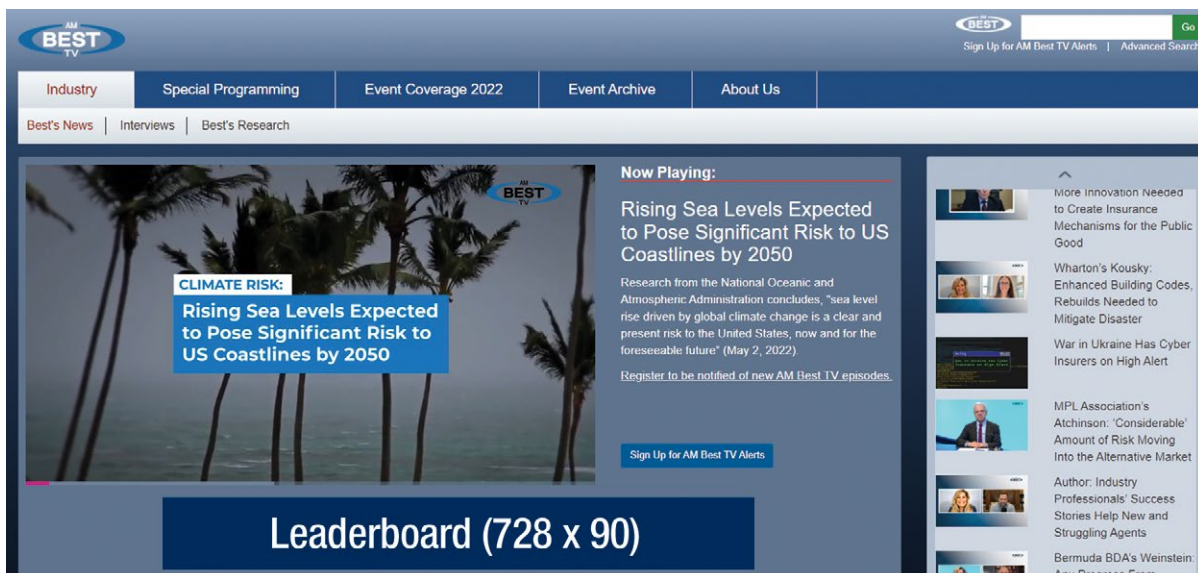 AM
BEST
TV
BEST
Go
Sign Up for AM Best TV Alerts | Advanced Search
Industry
Special Programming
Event Coverage 2022
Event Archive
About Us
Best's News | Interviews | Best's Research
AM
BEST
TV
CLIMATE RISK:
Rising Sea Levels Expected
to Pose Significant Risk to
US Coastlines by 2050
Now Playing:
Rising Sea Levels Expected
to Pose Significant Risk to US
Coastlines by 2050
Research from the National Oceanic and
Atmospheric Administration concludes, "sea level
rise driven by global climate change is a clear and
present risk to the United States, now and for the
foreseeable future" (May 2, 2022).
Register to be notified of new AM Best TV episodes.
Sign Up for AM Best TV Alerts
Leaderboard (728 x 90)
More Innovation Needed
to Create Insurance
Mechanisms for the Public
Good
Wharton's Kousky:
Enhanced Building Codes,
Rebuilds Needed to
Mitigate Disaster
War in Ukraine Has Cyber
Insurers on High Alert
MPL Association's
Atchinson: 'Considerable'
Amount of Risk Moving
Into the Alternative Market
Author: Industry
Professionals' Success
Stories Help New and
Struggling Agents
Bermuda BDA's Weinstein:
Any Progress From